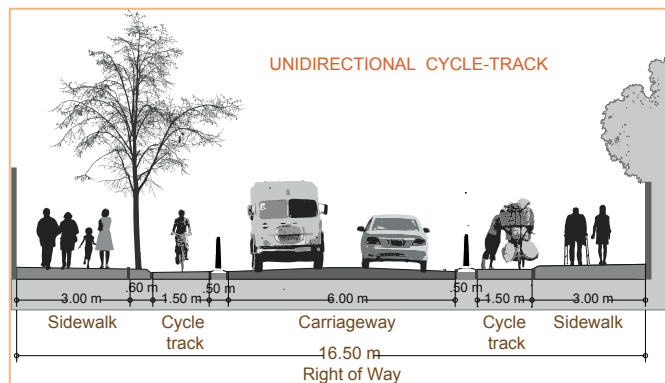 UNIDIRECTIONAL CYCLE-TRACK
3.00 m .60 m 1.50 m .50 m 6.00 m .50 m 1.50 m 3.00 m
Sidewalk Cycle track Carriageway Cycle track Sidewalk
16.50 m
Right of Way